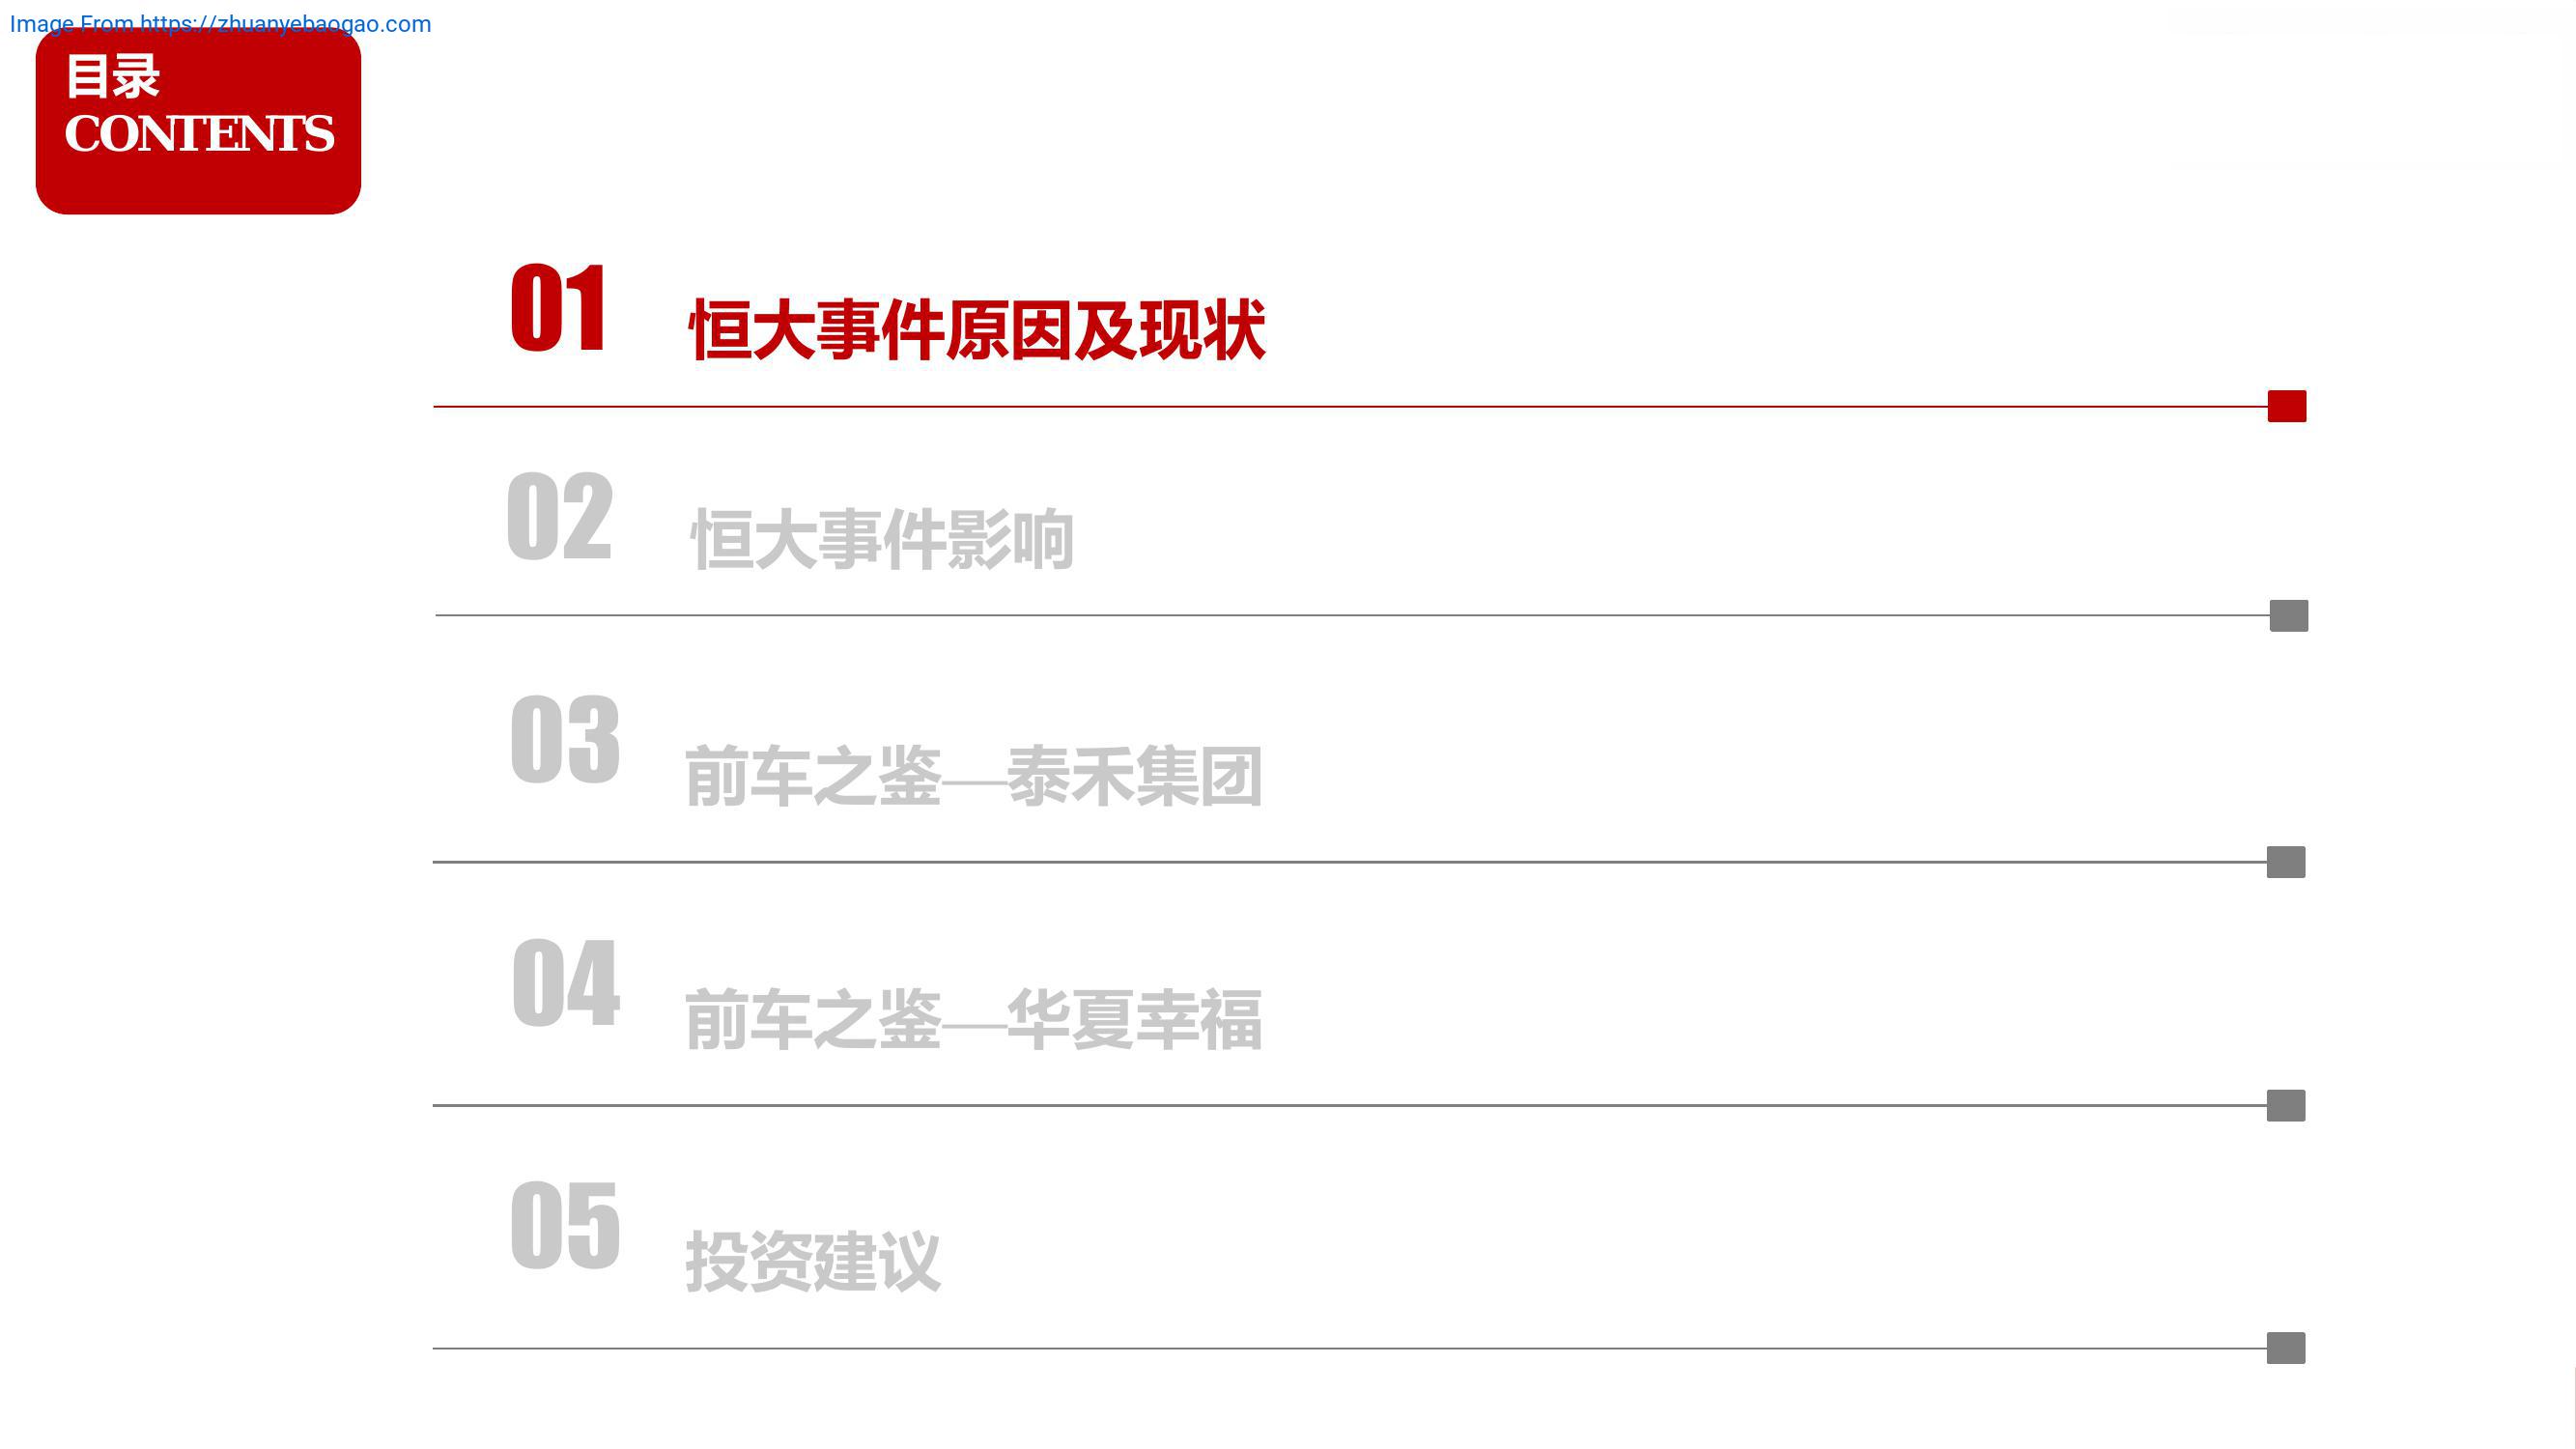 Image From https://zhuanyebaogao.com
目录
CONTENTS
01 恒大事件原因及现状
02 恒大事件影响
03 前车之鉴—泰禾集团
04 前车之鉴—华夏幸福
05 投资建议